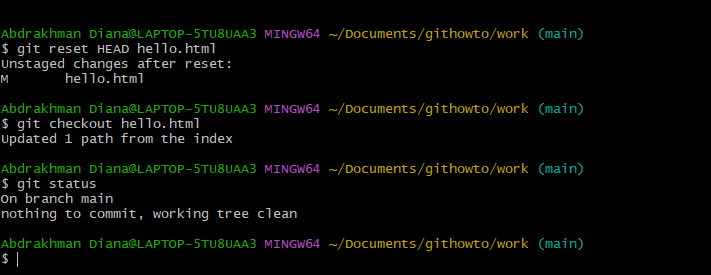 Abdrakhman Diana@LAPTOP-5TU8UAA3 MINGW64 ~/Documents/githowto/work (main)
$ git reset HEAD hello.html
Unstaged changes after reset:
M       hello.html
Abdrakhman Diana@LAPTOP-5TU8UAA3 MINGW64 ~/Documents/githowto/work (main)
$ git checkout hello.html
Updated 1 path from the index
Abdrakhman Diana@LAPTOP-5TU8UAA3 MINGW64 ~/Documents/githowto/work (main)
$ git status
On branch main
nothing to commit, working tree clean
Abdrakhman Diana@LAPTOP-5TU8UAA3 MINGW64 ~/Documents/githowto/work (main)
$